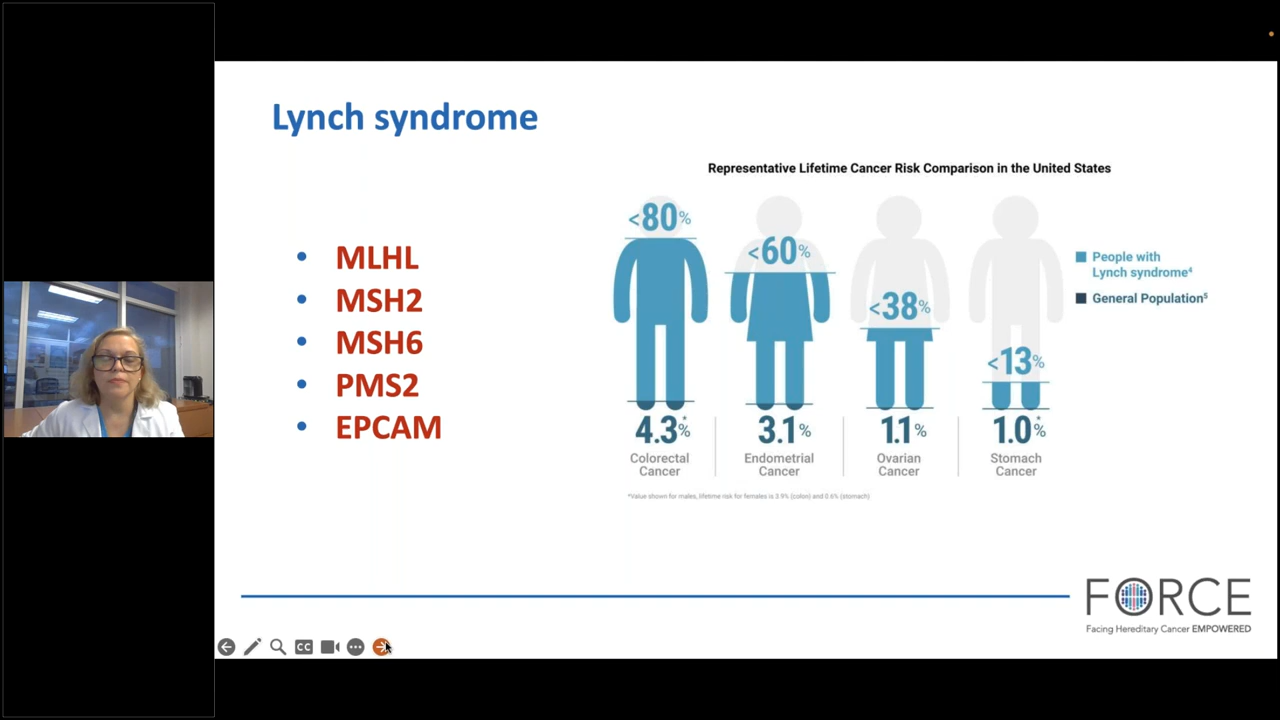 Lynch syndrome
• MLHL
• MSH2
• MSH6
• PMS2
• EPCAM
Representative Lifetime Cancer Risk Comparison in the United States
<80%
<60%
<38%
<13%
People with
Lynch syndrome⁴
General Population⁵
4.3%*
3.1%
1.1%
1.0%*
Colorectal
Cancer
Endometrial
Cancer
Ovarian
Cancer
Stomach
Cancer
*Value shown for males, lifetime risk for females is 3.9% (colon) and 0.6% (stomach)
FORCE
Facing Hereditary Cancer EMPOWERED
CC